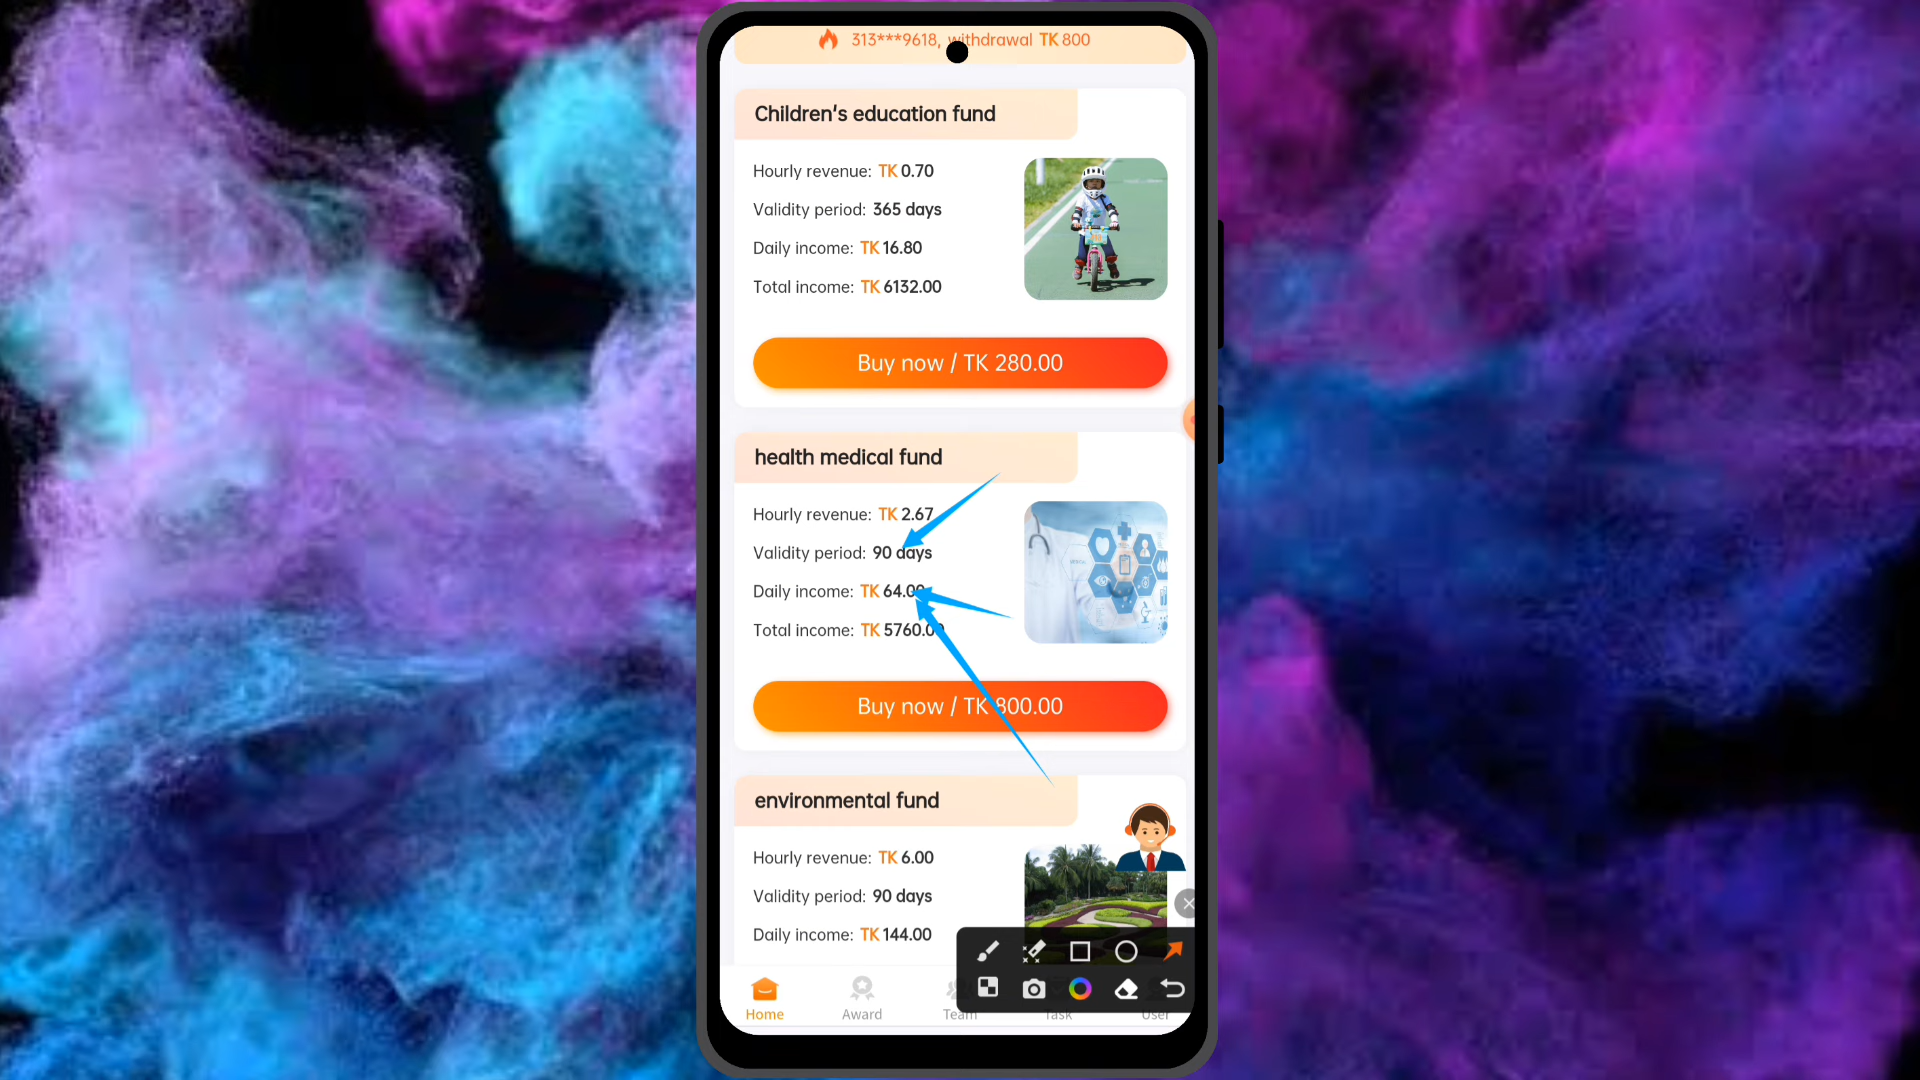 313***9618, withdrawal TK 800
Children's education fund
Hourly revenue: TK 0.70
Validity period: 365 days
Daily income: TK 16.80
Total income: TK 6132.00
Buy now / TK 280.00
health medical fund
Hourly revenue: TK 2.67
Validity period: 90 days
Daily income: TK 64.00
Total income: TK 5760.00
Buy now / TK 800.00
environmental fund
Hourly revenue: TK 6.00
Validity period: 90 days
Daily income: TK 144.00
Home
Award
Team
Task
User